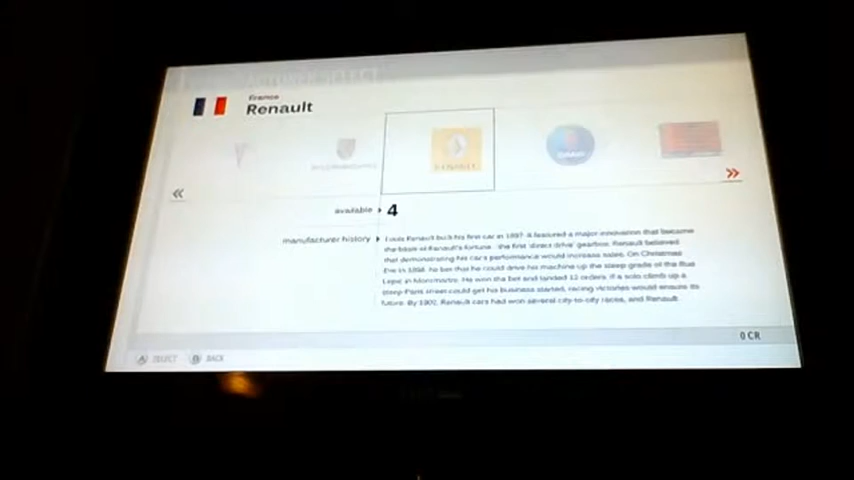 MANUFACTURER SELECT
France
Renault
RENAULT
available 4
manufacturer history
Louis Renault built his first car in 1897. It featured a major innovation that became
the basis of Renault's fortune: the first 'direct drive' gearbox. Renault believed
that demonstrating his car's performance would increase sales. On Christmas
Eve in 1898, he bet that he could drive his machine up the steep grade of the Rue
Lepic in Montmartre. He won the bet and landed 12 orders. If a solo climb up a
steep Paris street could get his business started, racing victories would ensure its
future. By 1902, Renault cars had won several city-to-city races, and Renault
0 CR
A SELECT B BACK